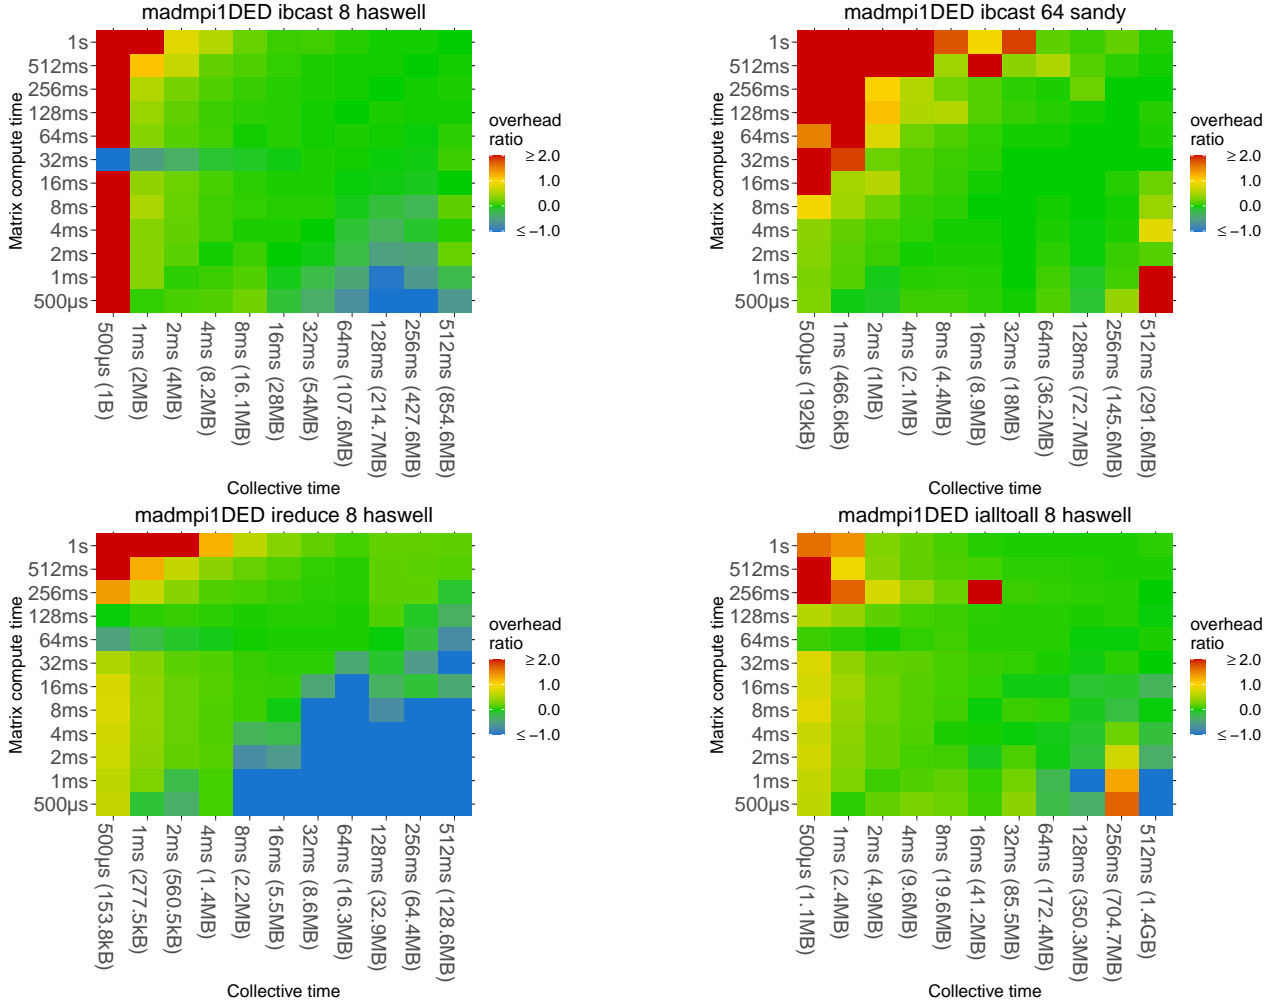 madmpi1DED ibcast 8 haswell
Matrix compute time
1s
512ms
256ms
128ms
64ms
32ms
16ms
8ms
4ms
2ms
1ms
500µs
500µs (1B)
1ms (2MB)
2ms (4MB)
4ms (8.2MB)
8ms (16.1MB)
16ms (28MB)
32ms (54MB)
64ms (107.6MB)
128ms (214.7MB)
256ms (427.6MB)
512ms (854.6MB)
Collective time
overhead
ratio
≥ 2.0
1.0
0.0
≤ −1.0
madmpi1DED ibcast 64 sandy
Matrix compute time
1s
512ms
256ms
128ms
64ms
32ms
16ms
8ms
4ms
2ms
1ms
500µs
500µs (192kB)
1ms (466.6kB)
2ms (1MB)
4ms (2.1MB)
8ms (4.4MB)
16ms (8.9MB)
32ms (18MB)
64ms (36.2MB)
128ms (72.7MB)
256ms (145.6MB)
512ms (291.6MB)
Collective time
overhead
ratio
≥ 2.0
1.0
0.0
≤ −1.0
madmpi1DED ireduce 8 haswell
Matrix compute time
1s
512ms
256ms
128ms
64ms
32ms
16ms
8ms
4ms
2ms
1ms
500µs
500µs (153.8kB)
1ms (277.5kB)
2ms (560.5kB)
4ms (1.4MB)
8ms (2.2MB)
16ms (5.5MB)
32ms (8.6MB)
64ms (16.3MB)
128ms (32.9MB)
256ms (64.4MB)
512ms (128.6MB)
Collective time
overhead
ratio
≥ 2.0
1.0
0.0
≤ −1.0
madmpi1DED ialltoall 8 haswell
Matrix compute time
1s
512ms
256ms
128ms
64ms
32ms
16ms
8ms
4ms
2ms
1ms
500µs
500µs (1.1MB)
1ms (2.4MB)
2ms (4.9MB)
4ms (9.6MB)
8ms (19.6MB)
16ms (41.2MB)
32ms (85.5MB)
64ms (172.4MB)
128ms (350.3MB)
256ms (704.7MB)
512ms (1.4GB)
Collective time
overhead
ratio
≥ 2.0
1.0
0.0
≤ −1.0